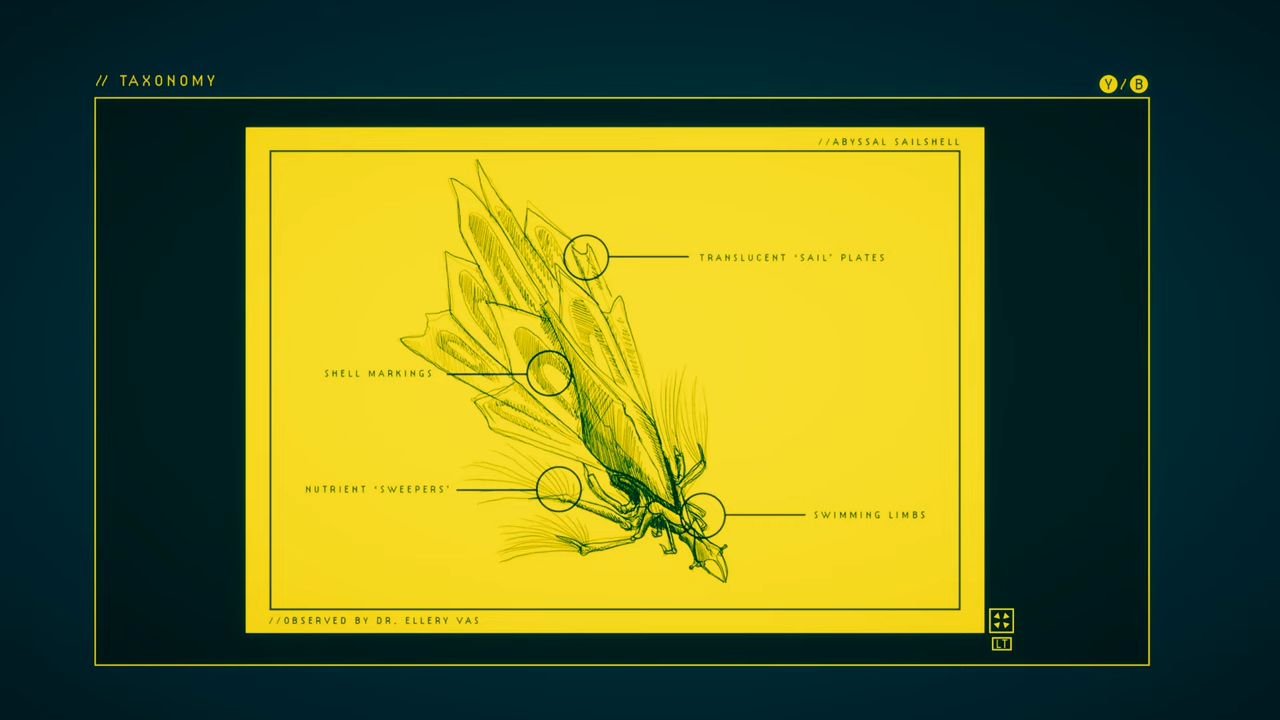 // TAXONOMY
Y / B
//ABYSSAL SAILSHELL
TRANSLUCENT 'SAIL' PLATES
SHELL MARKINGS
NUTRIENT 'SWEEPERS'
SWIMMING LIMBS
//OBSERVED BY DR. ELLERY VAS
LT